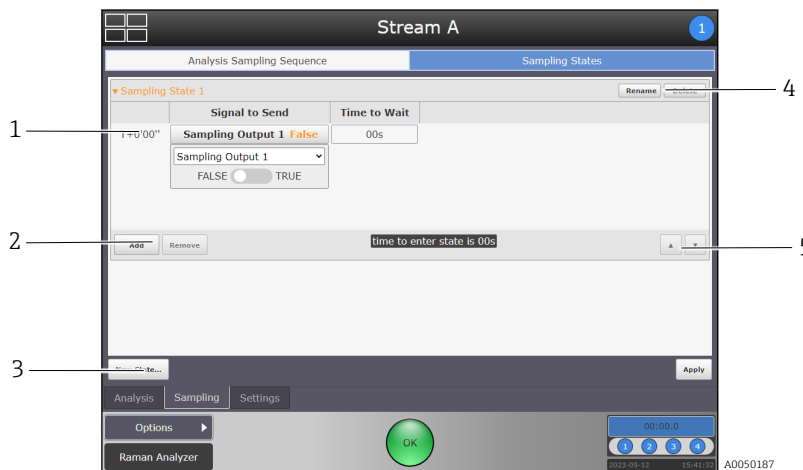 Stream A
1
Analysis Sampling Sequence
Sampling States
▾ Sampling State 1
Rename
Delete
4
Signal to Send
Time to Wait
1
T+0'00"
Sampling Output 1 False
00s
Sampling Output 1
FALSE
TRUE
2
Add
Remove
time to enter state is 00s
▲
▼
5
3
New State...
Apply
Analysis
Sampling
Settings
Options
OK
00:00.0
1 2 3 4
Raman Analyzer
2023-09-12
15:41:32
A0050187